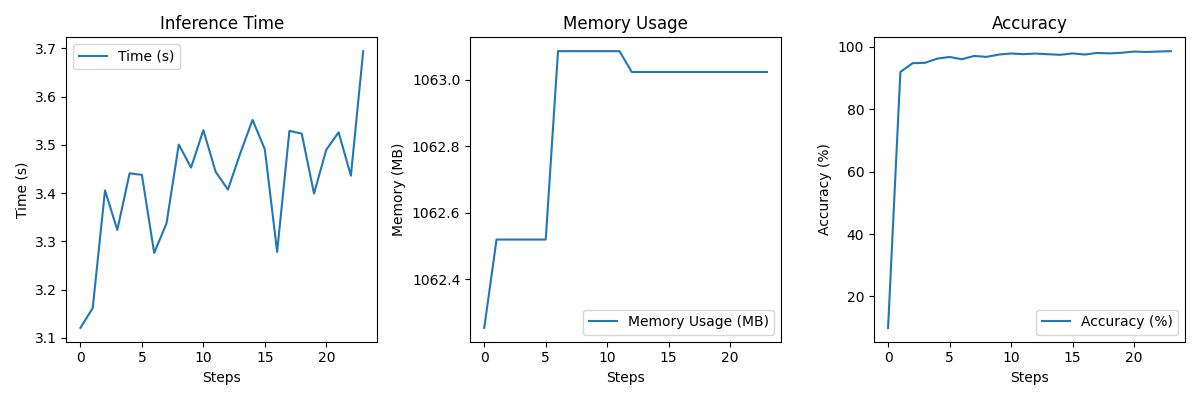 Inference Time
3.7
3.6
3.5
3.4
3.3
3.2
3.1
Time (s)
Time (s)
0 5 10 15 20
Steps
Memory Usage
1063.0
1062.8
1062.6
1062.4
Memory (MB)
Memory Usage (MB)
0 5 10 15 20
Steps
Accuracy
100
80
60
40
20
Accuracy (%)
Accuracy (%)
0 5 10 15 20
Steps